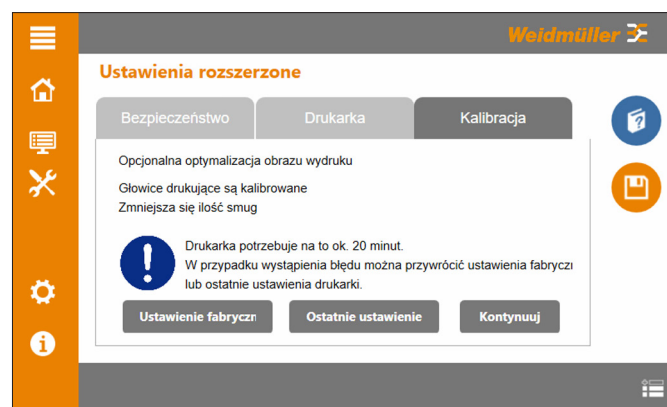 Weidmüller
Ustawienia rozszerzone
Bezpieczeństwo
Drukarka
Kalibracja
Opcjonalna optymalizacja obrazu wydruku
Głowice drukujące są kalibrowane
Zmniejsza się ilość smug
Drukarka potrzebuje na to ok. 20 minut.
W przypadku wystąpienia błędu można przywrócić ustawienia fabryczı
lub ostatnie ustawienia drukarki.
Ustawienie fabryczn
Ostatnie ustawienie
Kontynuuj